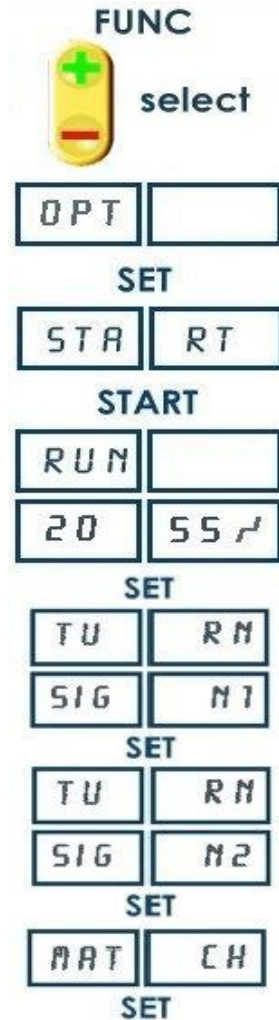 FUNC
+
- select
OPT
SET
STA RT
START
RUN
20 55⁒
SET
TU RN
SIG N1
SET
TU RN
SIG N2
SET
MAT CH
SET